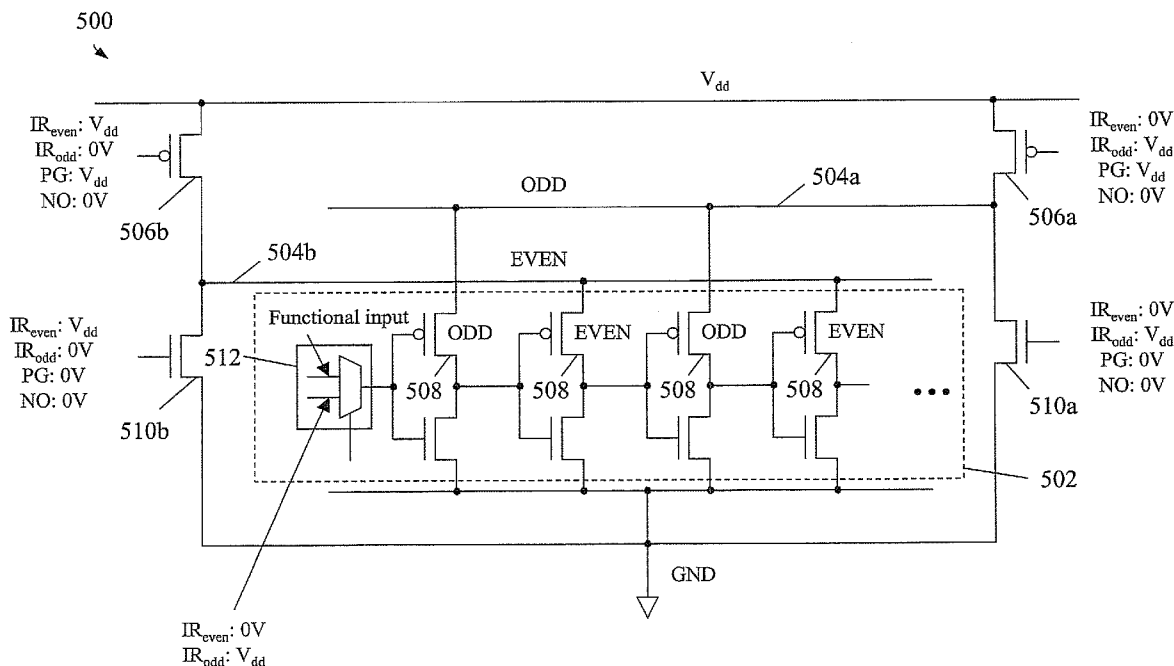 500
V_dd
IR_even: V_dd
IR_odd: 0V
PG: V_dd
NO: 0V
IR_even: 0V
IR_odd: V_dd
PG: V_dd
NO: 0V
ODD
504a
506b
506a
504b
EVEN
IR_even: V_dd
IR_odd: 0V
PG: 0V
NO: 0V
Functional input
ODD
EVEN
ODD
EVEN
IR_even: 0V
IR_odd: V_dd
PG: 0V
NO: 0V
512
508
508
508
508
510b
510a
502
GND
IR_even: 0V
IR_odd: V_dd